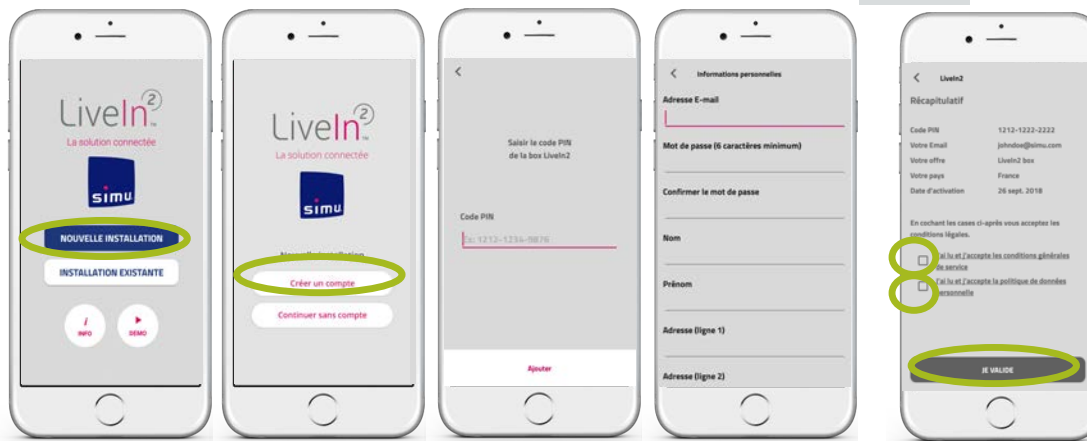 LiveIn2
™
La solution connectée
simu
NOUVELLE INSTALLATION
INSTALLATION EXISTANTE
i
INFO
DEMO
LiveIn2
™
La solution connectée
simu
Nouvelle installation
Créer un compte
Continuer sans compte
Saisir le code PIN
de la box LiveIn2
Code PIN
Ex: 1212-1234-9876
Ajouter
Informations personnelles
Adresse E-mail
Mot de passe (6 caractères minimum)
Confirmer le mot de passe
Nom
Prénom
Adresse (ligne 1)
Adresse (ligne 2)
LiveIn2
Récapitulatif
Code PIN 1212-1222-2222
Votre Email johndoe@simu.com
Votre offre LiveIn2 box
Votre pays France
Date d'activation 26 sept. 2018
En cochant les cases ci-après vous acceptez les
conditions légales.
J'ai lu et j'accepte les conditions générales
de service
J'ai lu et j'accepte la politique de données
personnelle
JE VALIDE